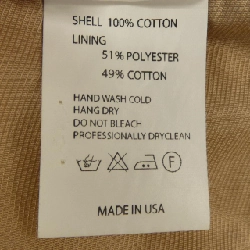 SHELL 100% COTTON
LINING
51% POLYESTER
49% COTTON
HAND WASH COLD
HANG DRY
DO NOT BLEACH
PROFESSIONALLY DRYCLEAN
F
MADE IN USA